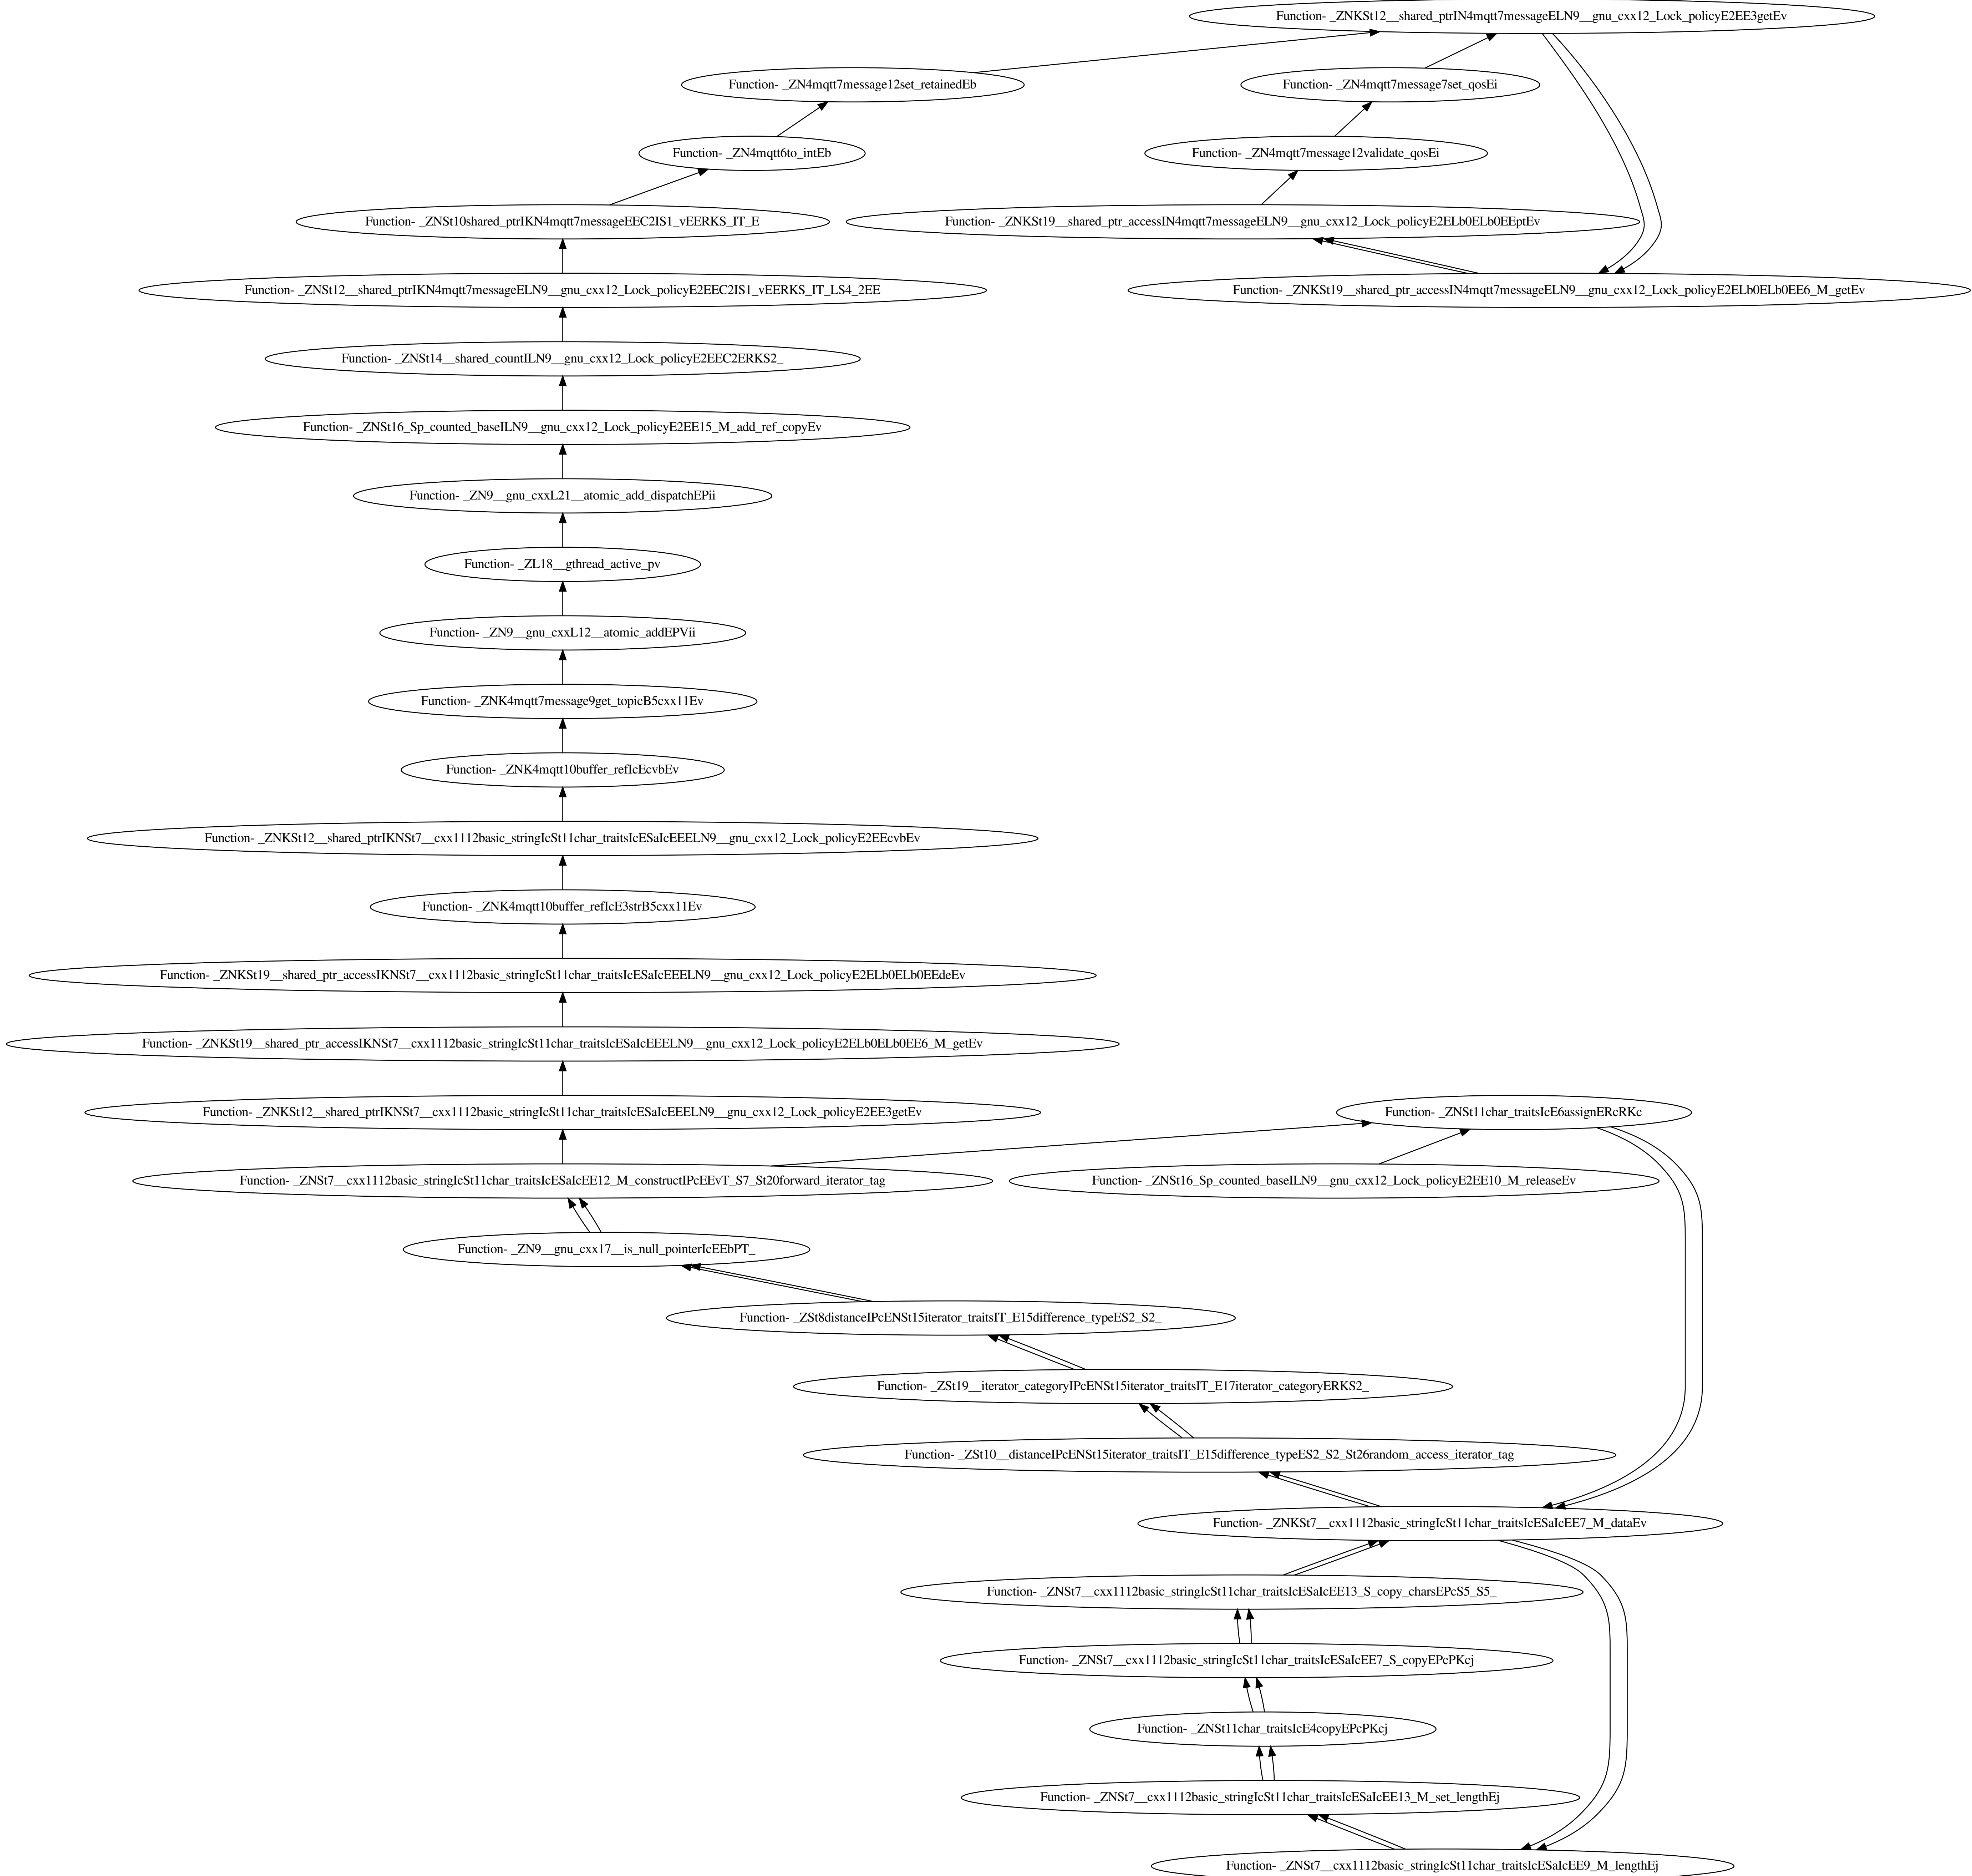 Function- _ZNKSt12__shared_ptrIN4mqtt7messageELN9__gnu_cxx12_Lock_policyE2EE3getEv
Function- _ZN4mqtt7message12set_retainedEb
Function- _ZN4mqtt7message7set_qosEi
Function- _ZN4mqtt6to_intEb
Function- _ZN4mqtt7message12validate_qosEi
Function- _ZNSt10shared_ptrIKN4mqtt7messageEEC2IS1_vEERKS_IT_E
Function- _ZNKSt19__shared_ptr_accessIN4mqtt7messageELN9__gnu_cxx12_Lock_policyE2ELb0ELb0EEptEv
Function- _ZNSt12__shared_ptrIKN4mqtt7messageELN9__gnu_cxx12_Lock_policyE2EEC2IS1_vEERKS_IT_LS4_2EE
Function- _ZNKSt19__shared_ptr_accessIN4mqtt7messageELN9__gnu_cxx12_Lock_policyE2ELb0ELb0EE6_M_getEv
Function- _ZNSt14__shared_countILN9__gnu_cxx12_Lock_policyE2EEC2ERKS2_
Function- _ZNSt16_Sp_counted_baseILN9__gnu_cxx12_Lock_policyE2EE15_M_add_ref_copyEv
Function- _ZN9__gnu_cxxL21__atomic_add_dispatchEPii
Function- _ZL18__gthread_active_pv
Function- _ZN9__gnu_cxxL12__atomic_addEPVii
Function- _ZNK4mqtt7message9get_topicB5cxx11Ev
Function- _ZNK4mqtt10buffer_refIcEcvbEv
Function- _ZNKSt12__shared_ptrIKNSt7__cxx1112basic_stringIcSt11char_traitsIcESaIcEEELN9__gnu_cxx12_Lock_policyE2EEcvbEv
Function- _ZNK4mqtt10buffer_refIcE3strB5cxx11Ev
Function- _ZNKSt19__shared_ptr_accessIKNSt7__cxx1112basic_stringIcSt11char_traitsIcESaIcEEELN9__gnu_cxx12_Lock_policyE2ELb0ELb0EEdeEv
Function- _ZNKSt19__shared_ptr_accessIKNSt7__cxx1112basic_stringIcSt11char_traitsIcESaIcEEELN9__gnu_cxx12_Lock_policyE2ELb0ELb0EE6_M_getEv
Function- _ZNKSt12__shared_ptrIKNSt7__cxx1112basic_stringIcSt11char_traitsIcESaIcEEELN9__gnu_cxx12_Lock_policyE2EE3getEv
Function- _ZNSt11char_traitsIcE6assignERcRKc
Function- _ZNSt7__cxx1112basic_stringIcSt11char_traitsIcESaIcEE12_M_constructIPcEEvT_S7_St20forward_iterator_tag
Function- _ZNSt16_Sp_counted_baseILN9__gnu_cxx12_Lock_policyE2EE10_M_releaseEv
Function- _ZN9__gnu_cxx17__is_null_pointerIcEEbPT_
Function- _ZSt8distanceIPcENSt15iterator_traitsIT_E15difference_typeES2_S2_
Function- _ZSt19__iterator_categoryIPcENSt15iterator_traitsIT_E17iterator_categoryERKS2_
Function- _ZSt10__distanceIPcENSt15iterator_traitsIT_E15difference_typeES2_S2_St26random_access_iterator_tag
Function- _ZNKSt7__cxx1112basic_stringIcSt11char_traitsIcESaIcEE7_M_dataEv
Function- _ZNSt7__cxx1112basic_stringIcSt11char_traitsIcESaIcEE13_S_copy_charsEPcS5_S5_
Function- _ZNSt7__cxx1112basic_stringIcSt11char_traitsIcESaIcEE7_S_copyEPcPKcj
Function- _ZNSt11char_traitsIcE4copyEPcPKcj
Function- _ZNSt7__cxx1112basic_stringIcSt11char_traitsIcESaIcEE13_M_set_lengthEj
Function- _ZNSt7__cxx1112basic_stringIcSt11char_traitsIcESaIcEE9_M_lengthEj